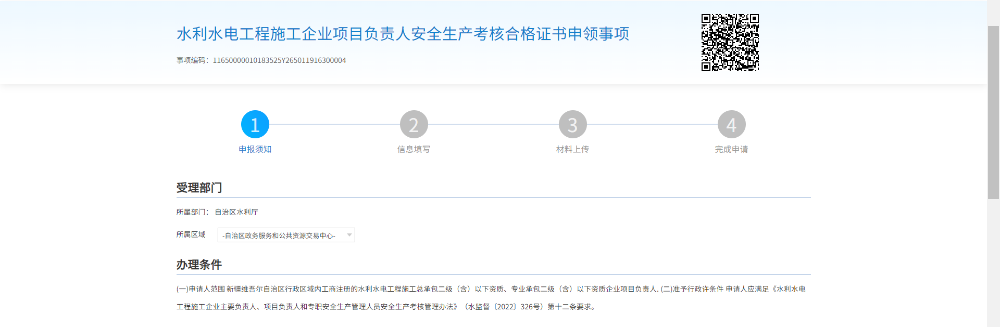 水利水电工程施工企业项目负责人安全生产考核合格证书申领事项
事项编码：11650000010183525Y265011916300004
1 2 3 4
申报须知 信息填写 材料上传 完成申请
受理部门
所属部门： 自治区水利厅
所属区域 -自治区政务服务和公共资源交易中心-
办理条件
(一)申请人范围 新疆维吾尔自治区行政区域内工商注册的水利水电工程施工总承包二级（含）以下资质、专业承包二级（含）以下资质企业项目负责人. (二)准予行政许条件 申请人应满足《水利水电
工程施工企业主要负责人、项目负责人和专职安全生产管理人员安全生产考核管理办法》（水监督〔2022〕326号）第十二条要求。